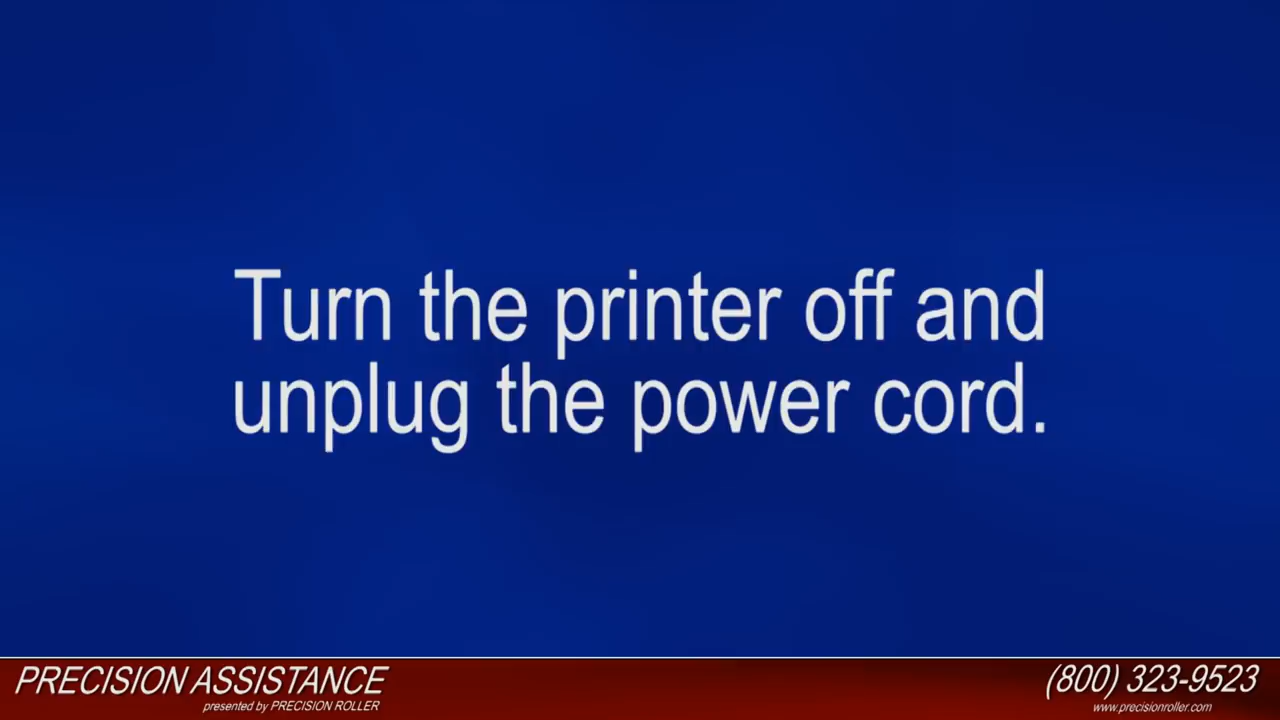 Turn the printer off and
unplug the power cord.
PRECISION ASSISTANCE
presented by PRECISION ROLLER
(800) 323-9523
www.precisionroller.com